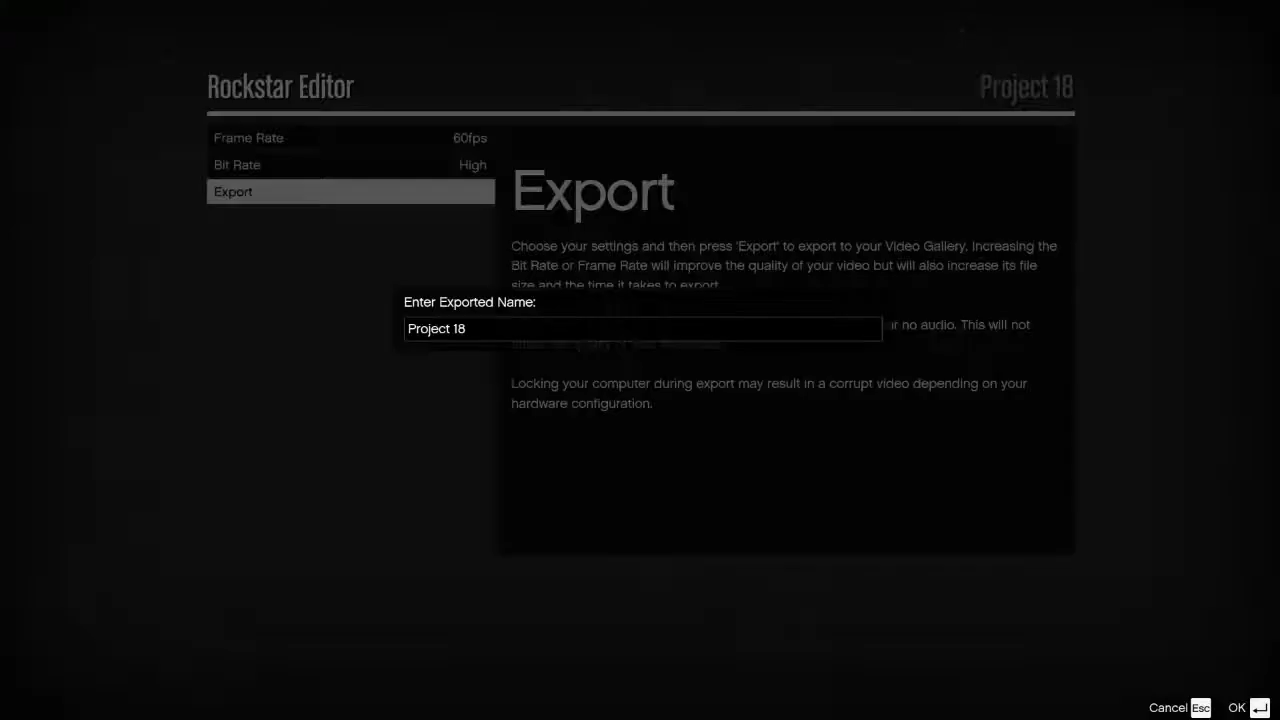 Rockstar Editor
Project 18
Frame Rate 60fps
Bit Rate High
Export
Export
Choose your settings and then press 'Export' to export to your Video Gallery. Increasing the
Bit Rate or Frame Rate will improve the quality of your video but will also increase its file
size and the time it takes to export
Enter Exported Name:
Project 18
r no audio. This will not
Locking your computer during export may result in a corrupt video depending on your
hardware configuration.
Cancel Esc OK